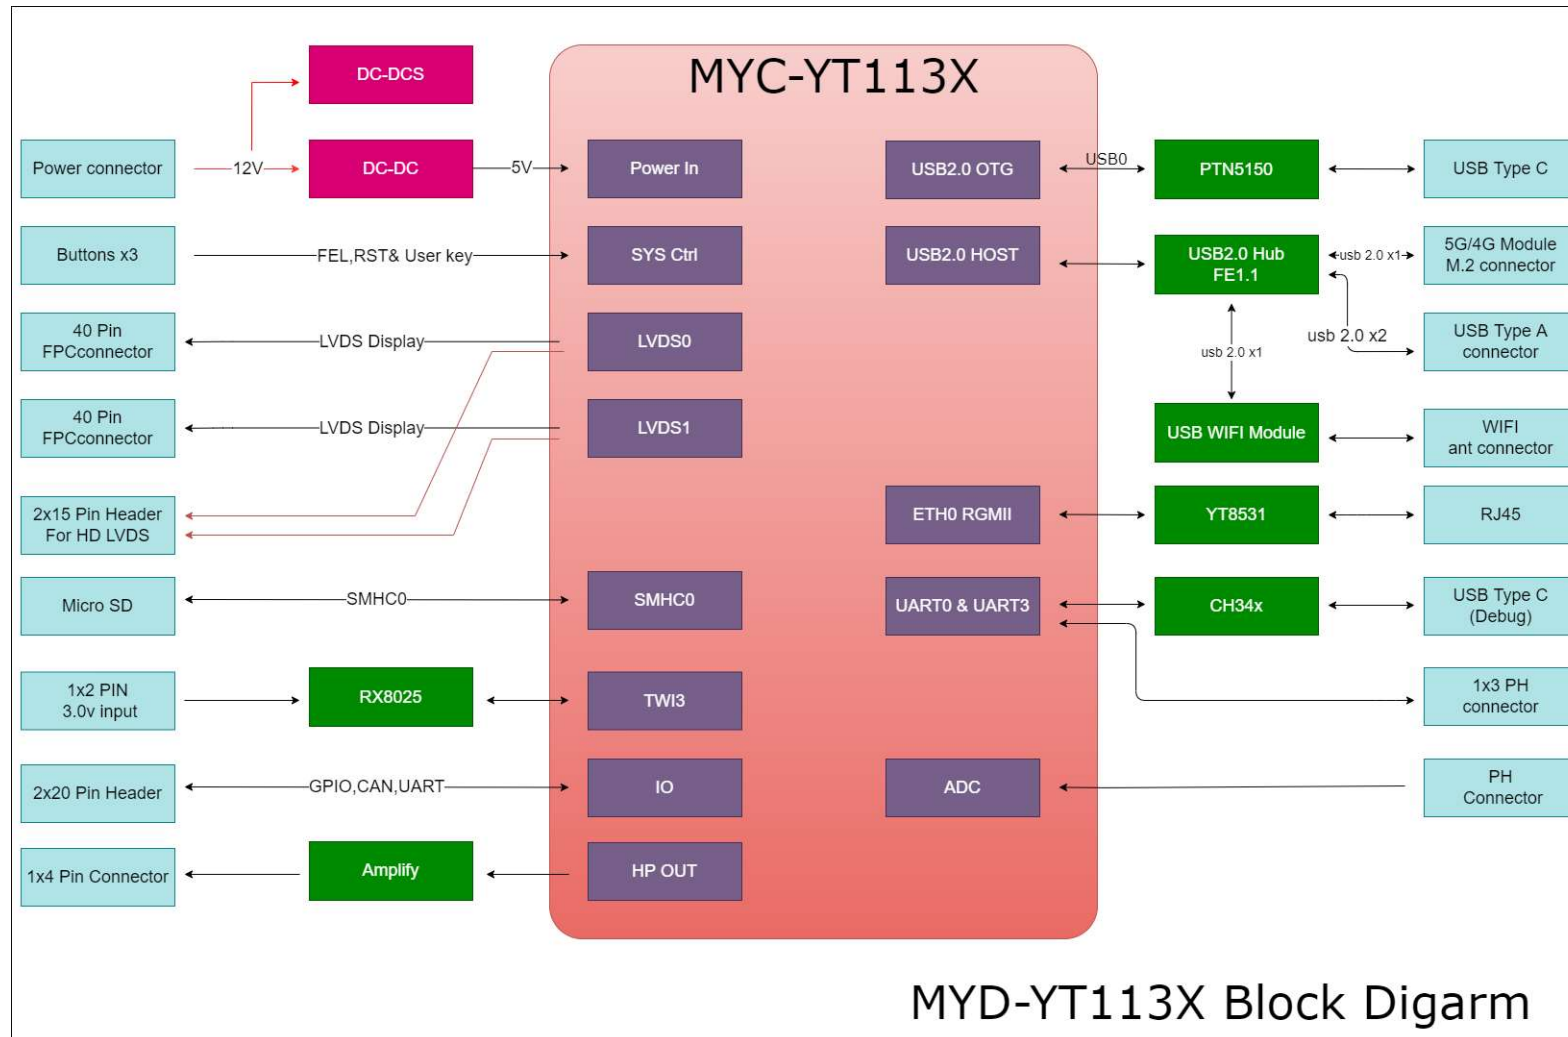 MYC-YT113X
DC-DCS
Power connector
12V
DC-DC
5V
Power In
USB2.0 OTG
USB0
PTN5150
USB Type C
Buttons x3
FEL,RST& User key
SYS Ctrl
USB2.0 HOST
USB2.0 Hub
FE1.1
usb 2.0 x1
5G/4G Module
M.2 connector
40 Pin
FPCconnector
LVDS Display
LVDS0
usb 2.0 x1
usb 2.0 x2
USB Type A
connector
40 Pin
FPCconnector
LVDS Display
LVDS1
USB WIFI Module
WIFI
ant connector
2x15 Pin Header
For HD LVDS
ETH0 RGMII
YT8531
RJ45
Micro SD
SMHC0
SMHC0
UART0 & UART3
CH34x
USB Type C
(Debug)
1x2 PIN
3.0v input
RX8025
TWI3
1x3 PH
connector
2x20 Pin Header
GPIO,CAN,UART
IO
ADC
PH
Connector
1x4 Pin Connector
Amplify
HP OUT
MYD-YT113X Block Digarm